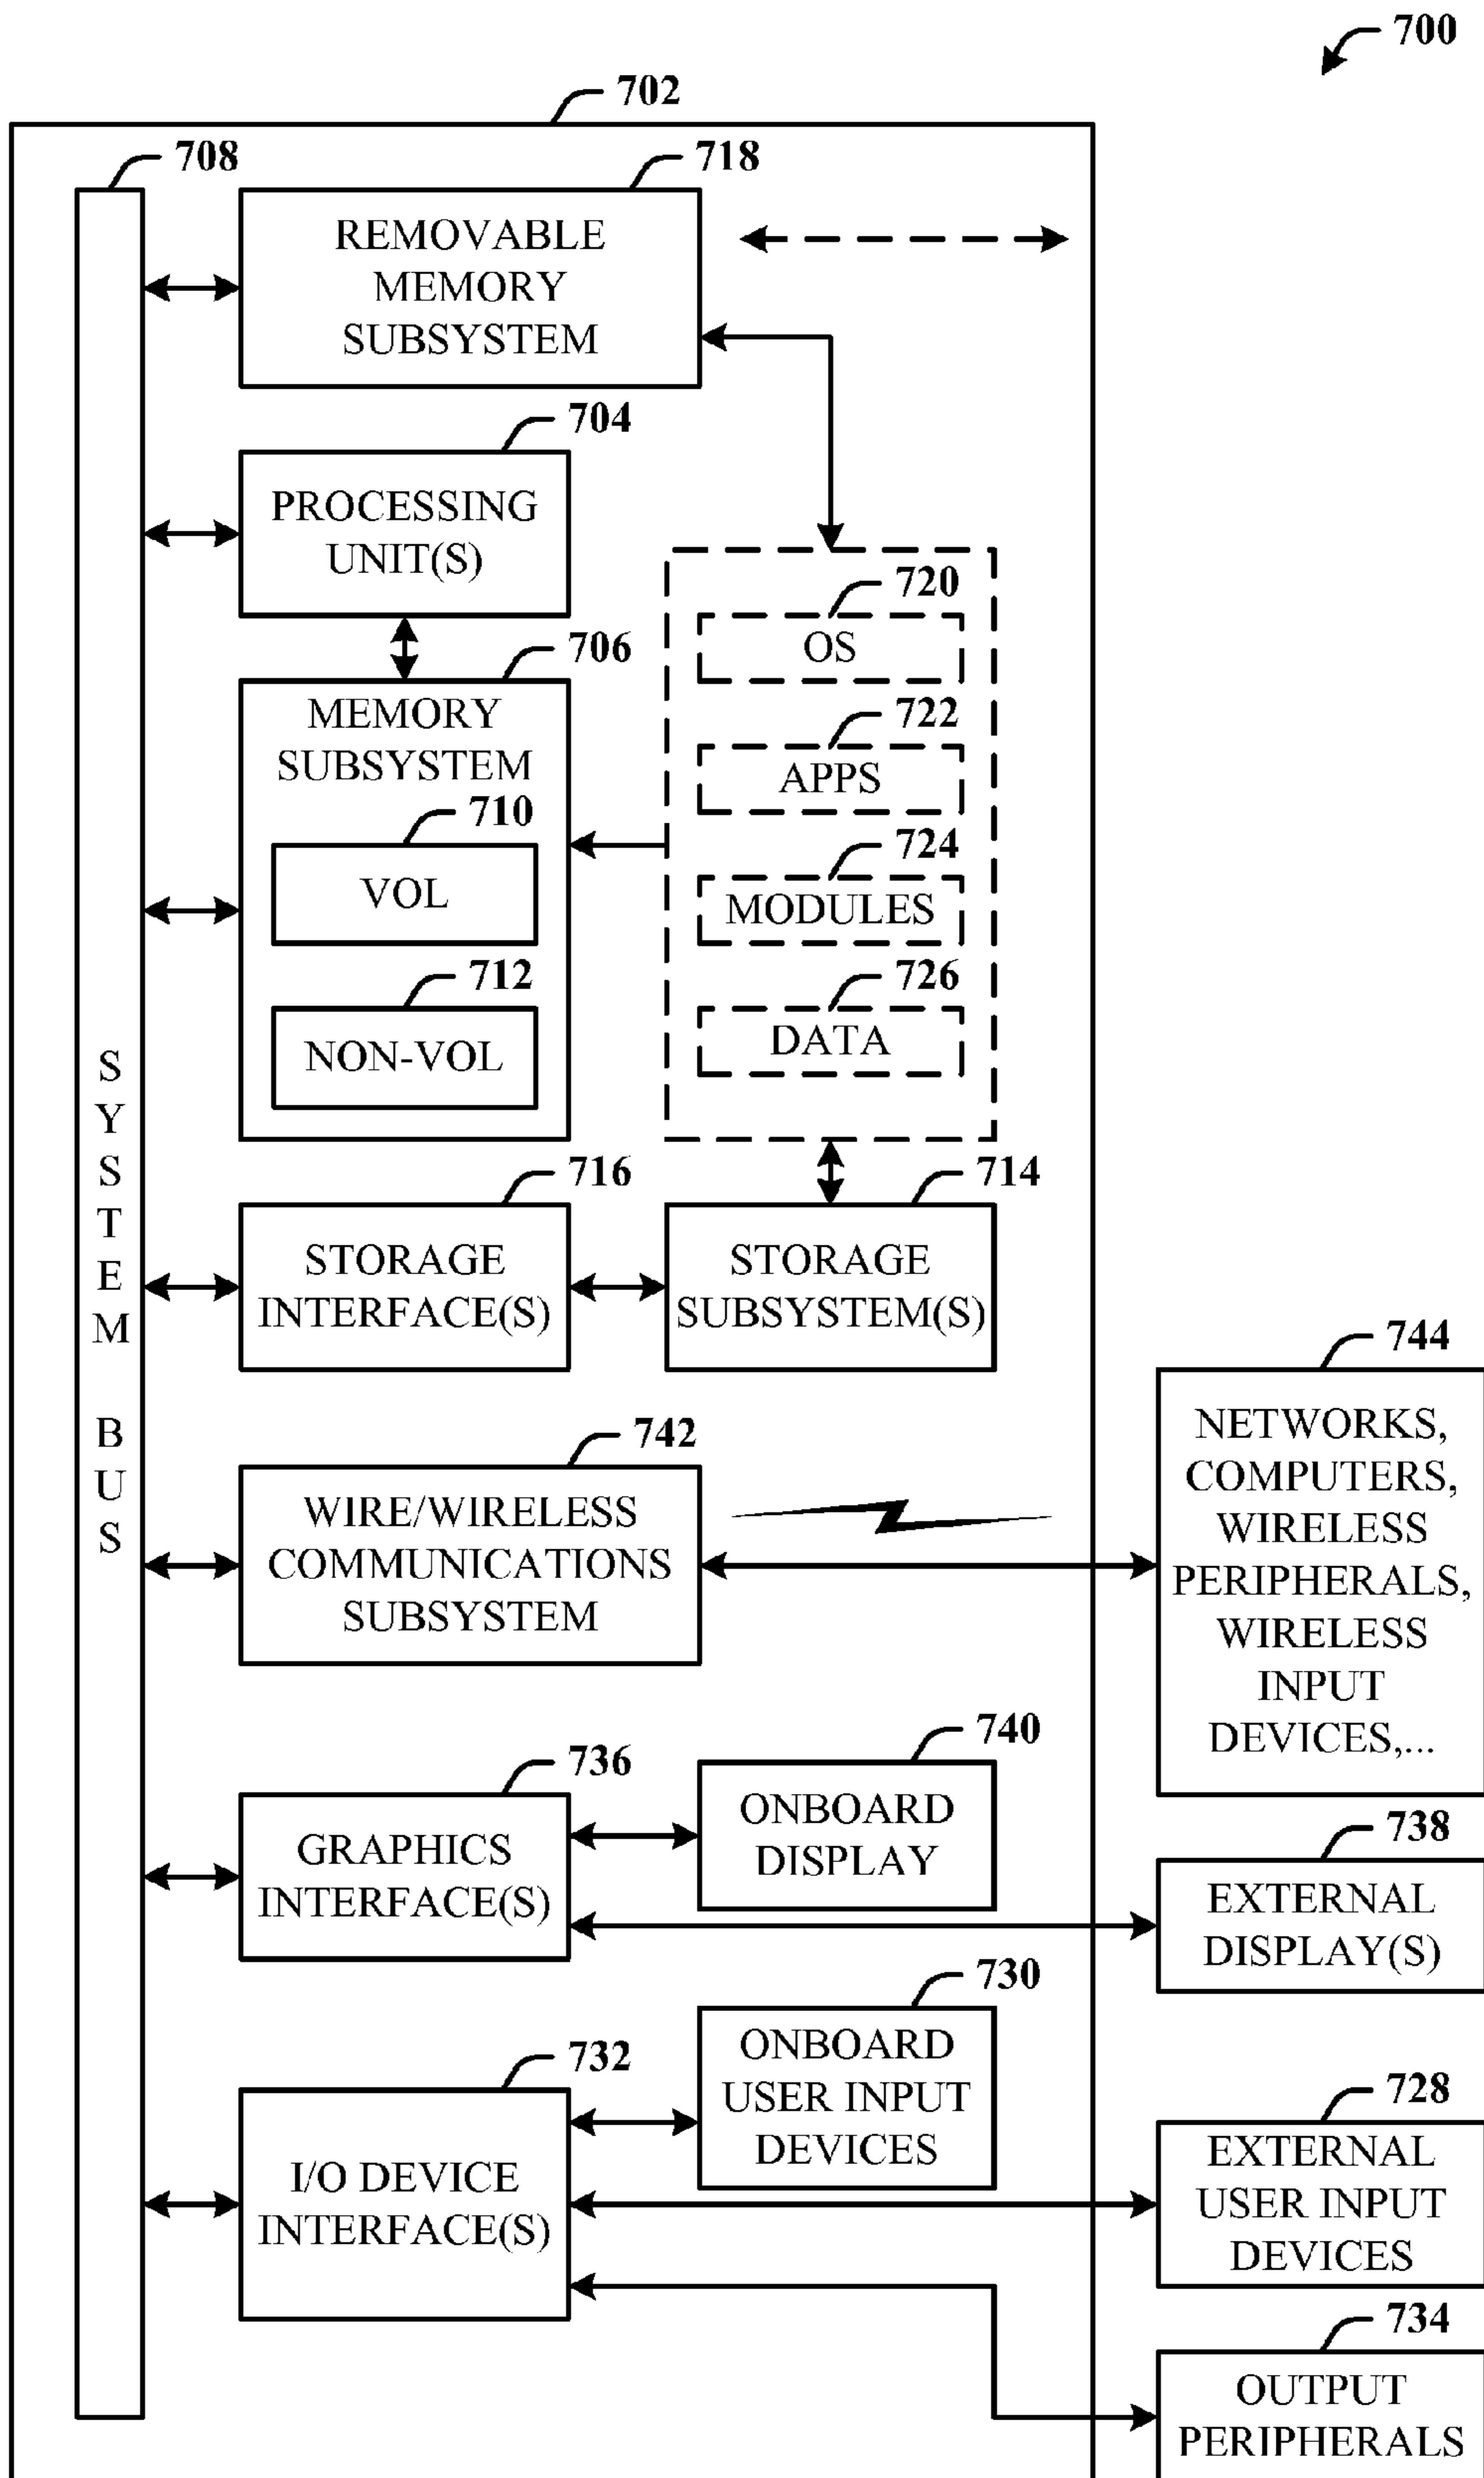 700
702
708
718
REMOVABLE
MEMORY
SUBSYSTEM
704
PROCESSING
UNIT(S)
720
OS
706
MEMORY
SUBSYSTEM
722
APPS
710
VOL
724
MODULES
712
NON-VOL
726
DATA
SYSTEM BUS
716
STORAGE
INTERFACE(S)
714
STORAGE
SUBSYSTEM(S)
744
NETWORKS,
COMPUTERS,
WIRELESS
PERIPHERALS,
WIRELESS
INPUT
DEVICES,...
742
WIRE/WIRELESS
COMMUNICATIONS
SUBSYSTEM
740
ONBOARD
DISPLAY
736
GRAPHICS
INTERFACE(S)
738
EXTERNAL
DISPLAY(S)
730
ONBOARD
USER INPUT
DEVICES
732
I/O DEVICE
INTERFACE(S)
728
EXTERNAL
USER INPUT
DEVICES
734
OUTPUT
PERIPHERALS